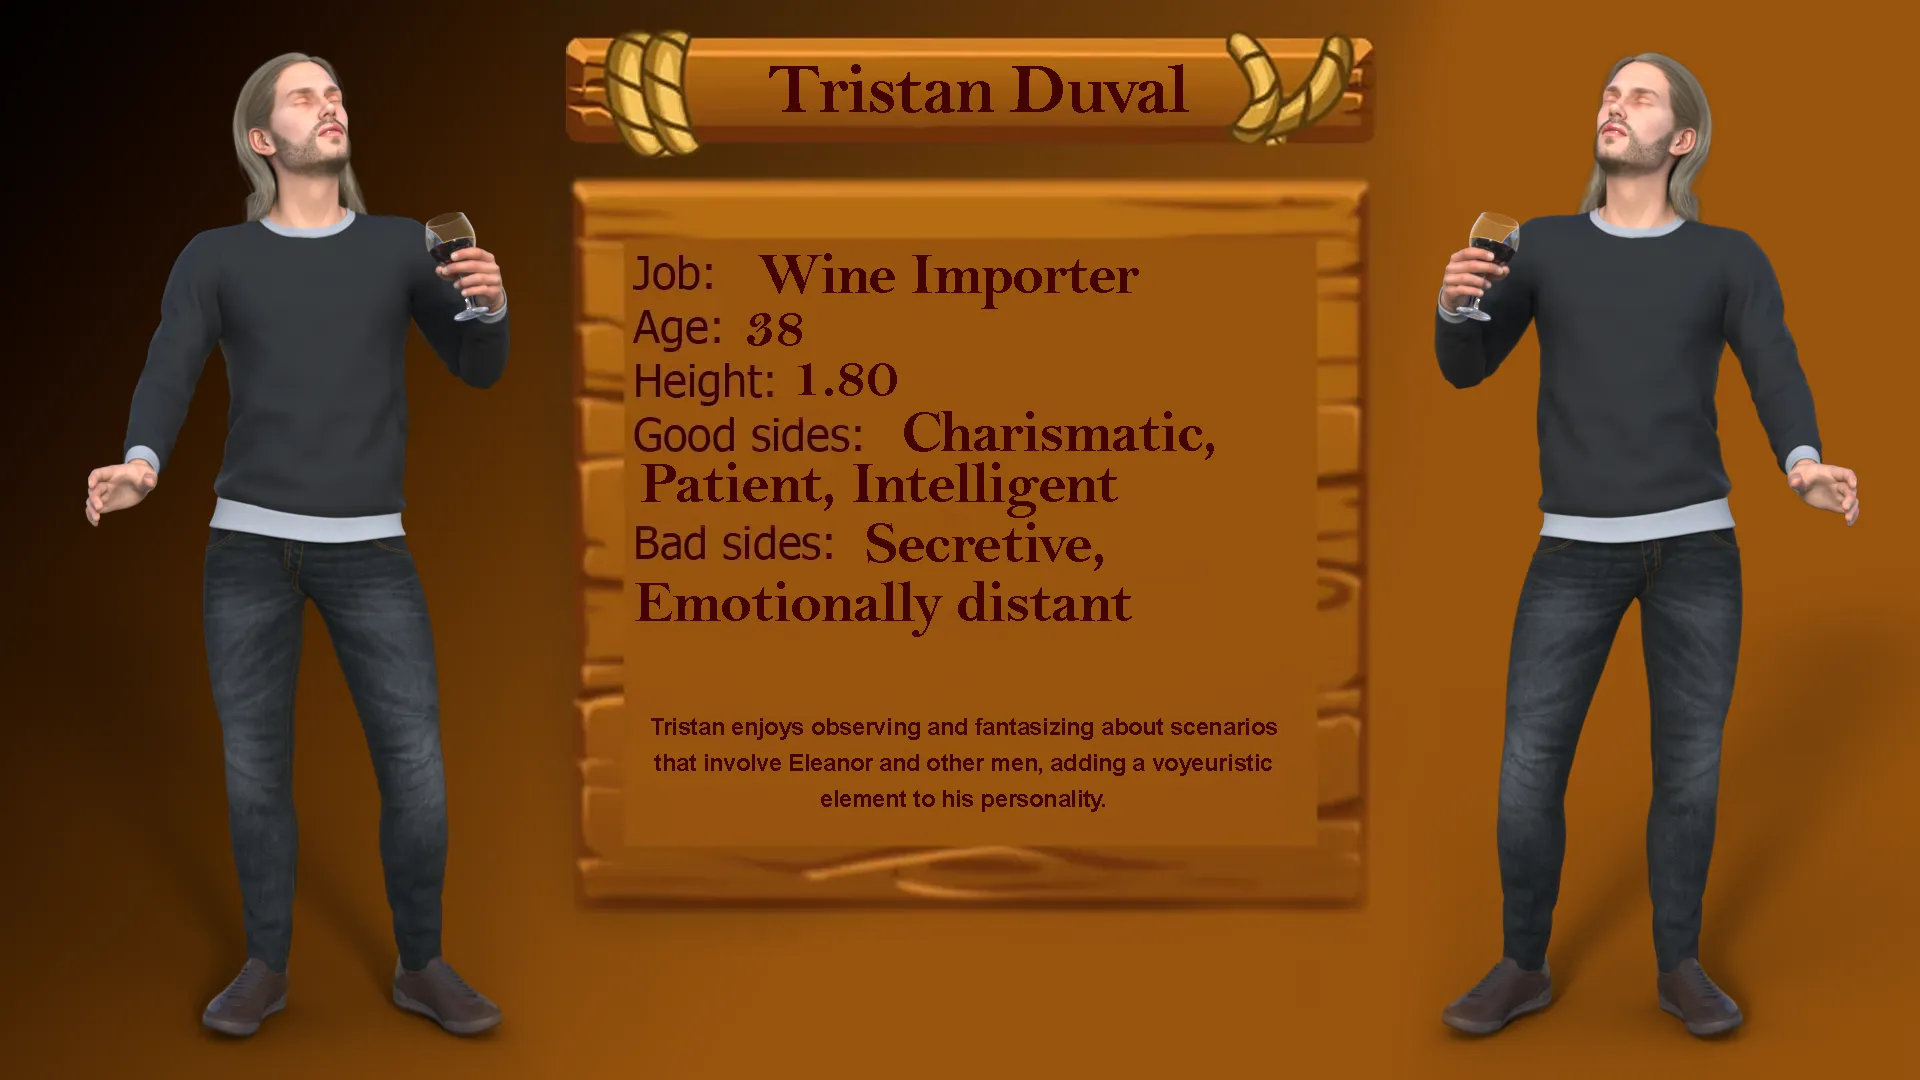 Tristan Duval
Job: Wine Importer
Age: 38
Height: 1.80
Good sides: Charismatic,
Patient, Intelligent
Bad sides: Secretive,
Emotionally distant
Tristan enjoys observing and fantasizing about scenarios
that involve Eleanor and other men, adding a voyeuristic
element to his personality.